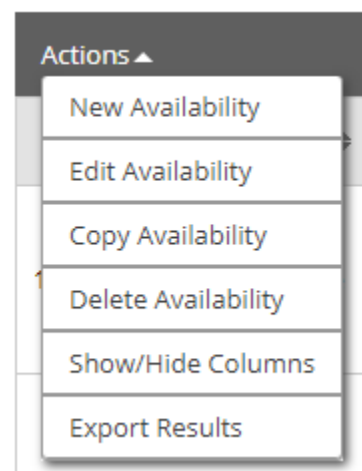 Actions
New Availability
Edit Availability
Copy Availability
Delete Availability
Show/Hide Columns
Export Results